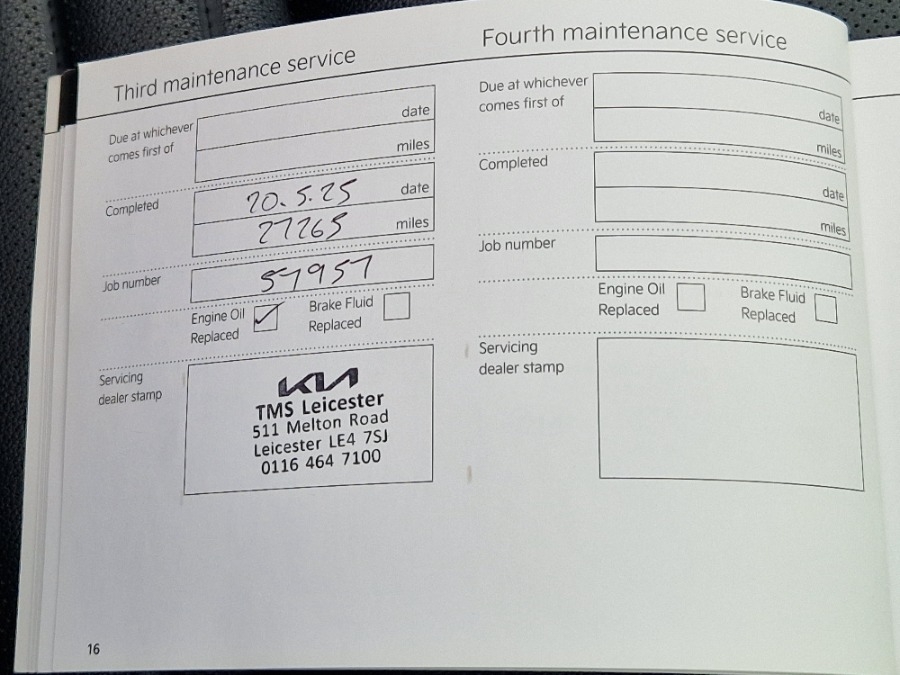 Third maintenance service
Due at whichever
comes first of
date
miles
Completed
20.5.25 date
27265 miles
Job number
57957
Engine Oil
Replaced
Brake Fluid
Replaced
Servicing
dealer stamp
KIA
TMS Leicester
511 Melton Road
Leicester LE4 7SJ
0116 464 7100
16
Fourth maintenance service
Due at whichever
comes first of
date
miles
Completed
date
miles
Job number
Engine Oil
Replaced
Brake Fluid
Replaced
Servicing
dealer stamp